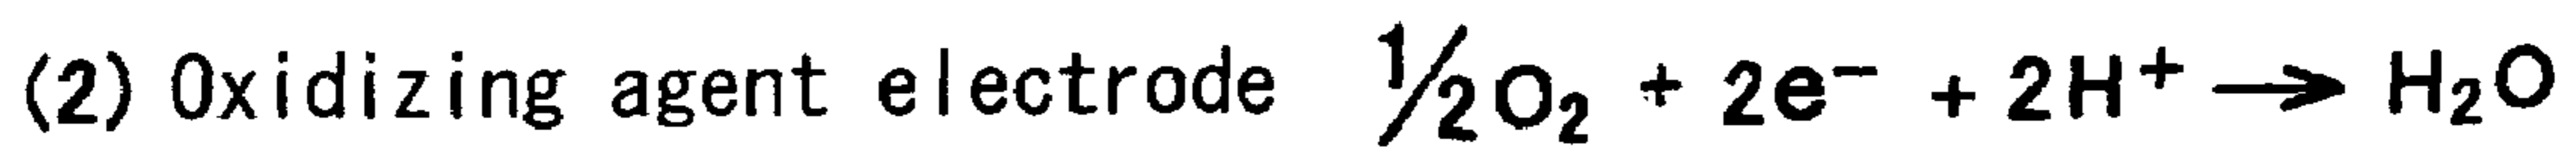 (2) Oxidizing agent electrode ½O₂ + 2e⁻ + 2H⁺ → H₂O